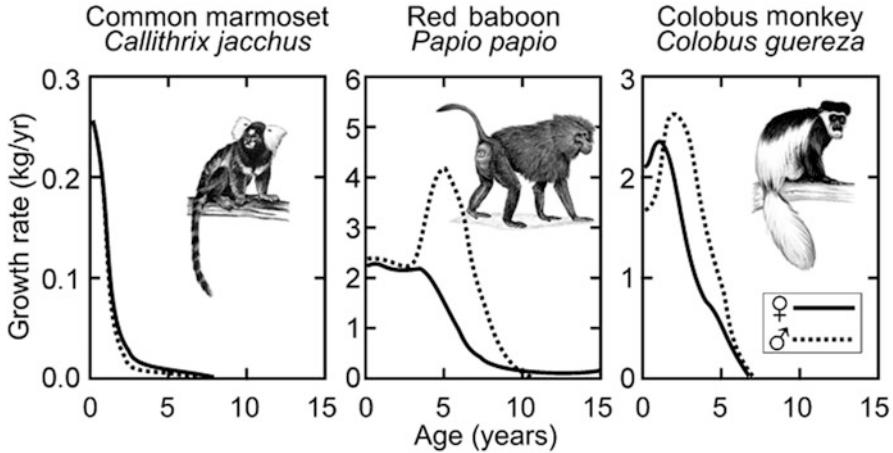 Common marmoset
Callithrix jacchus
Red baboon
Papio papio
Colobus monkey
Colobus guereza
Growth rate (kg/yr)
0.3
0.2
0.1
0.0
0 5 10 15
6
5
4
3
2
1
0
0 5 10 15
3
2
1
0
0 5 10 15
♀
♂
Age (years)